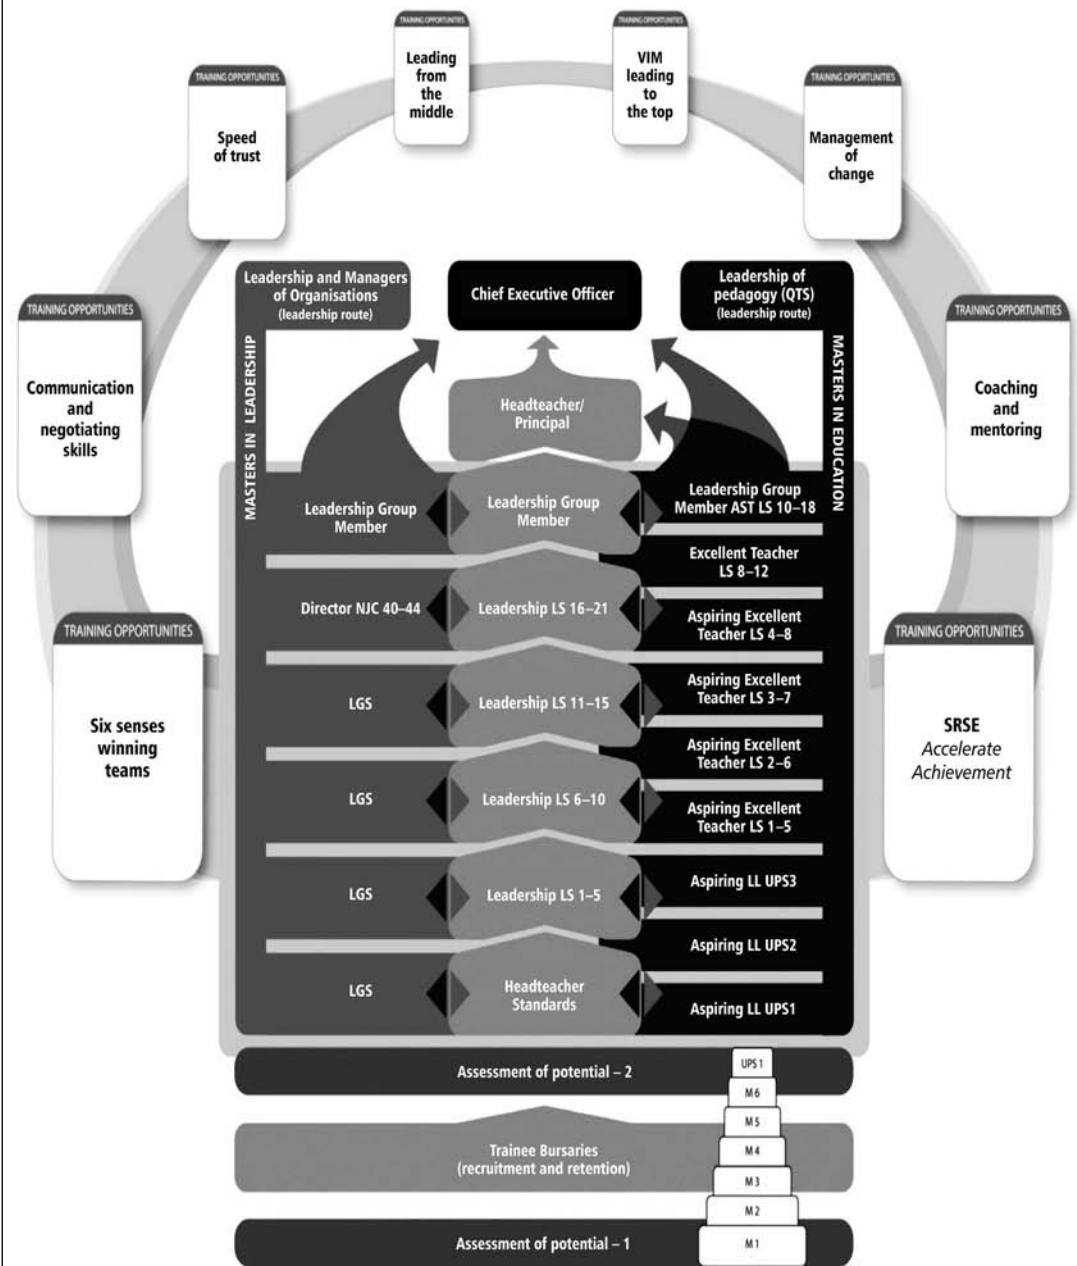 TRAINING OPPORTUNITIES
Leading
from
the
middle
TRAINING OPPORTUNITIES
VIM
leading
to
the top
TRAINING OPPORTUNITIES
Speed
of trust
TRAINING OPPORTUNITIES
Management
of
change
TRAINING OPPORTUNITIES
Communication
and
negotiating
skills
TRAINING OPPORTUNITIES
Coaching
and
mentoring
TRAINING OPPORTUNITIES
Six senses
winning
teams
TRAINING OPPORTUNITIES
SRSE
Accelerate
Achievement
Leadership and Managers
of Organisations
(leadership route)
Chief Executive Officer
Leadership of
pedagogy (QTS)
(leadership route)
MASTERS IN LEADERSHIP
MASTERS IN EDUCATION
Headteacher/
Principal
Leadership Group
Member
Leadership Group
Member
Leadership Group
Member AST LS 10–18
Excellent Teacher
LS 8–12
Director NJC 40–44
Leadership LS 16–21
Aspiring Excellent
Teacher LS 4–8
LGS
Leadership LS 11–15
Aspiring Excellent
Teacher LS 3–7
Aspiring Excellent
Teacher LS 2–6
LGS
Leadership LS 6–10
Aspiring Excellent
Teacher LS 1–5
LGS
Leadership LS 1–5
Aspiring LL UPS3
Aspiring LL UPS2
LGS
Headteacher
Standards
Aspiring LL UPS1
Assessment of potential – 2
UPS 1
M 6
M 5
Trainee Bursaries
(recruitment and retention)
M 4
M 3
M 2
Assessment of potential – 1
M 1